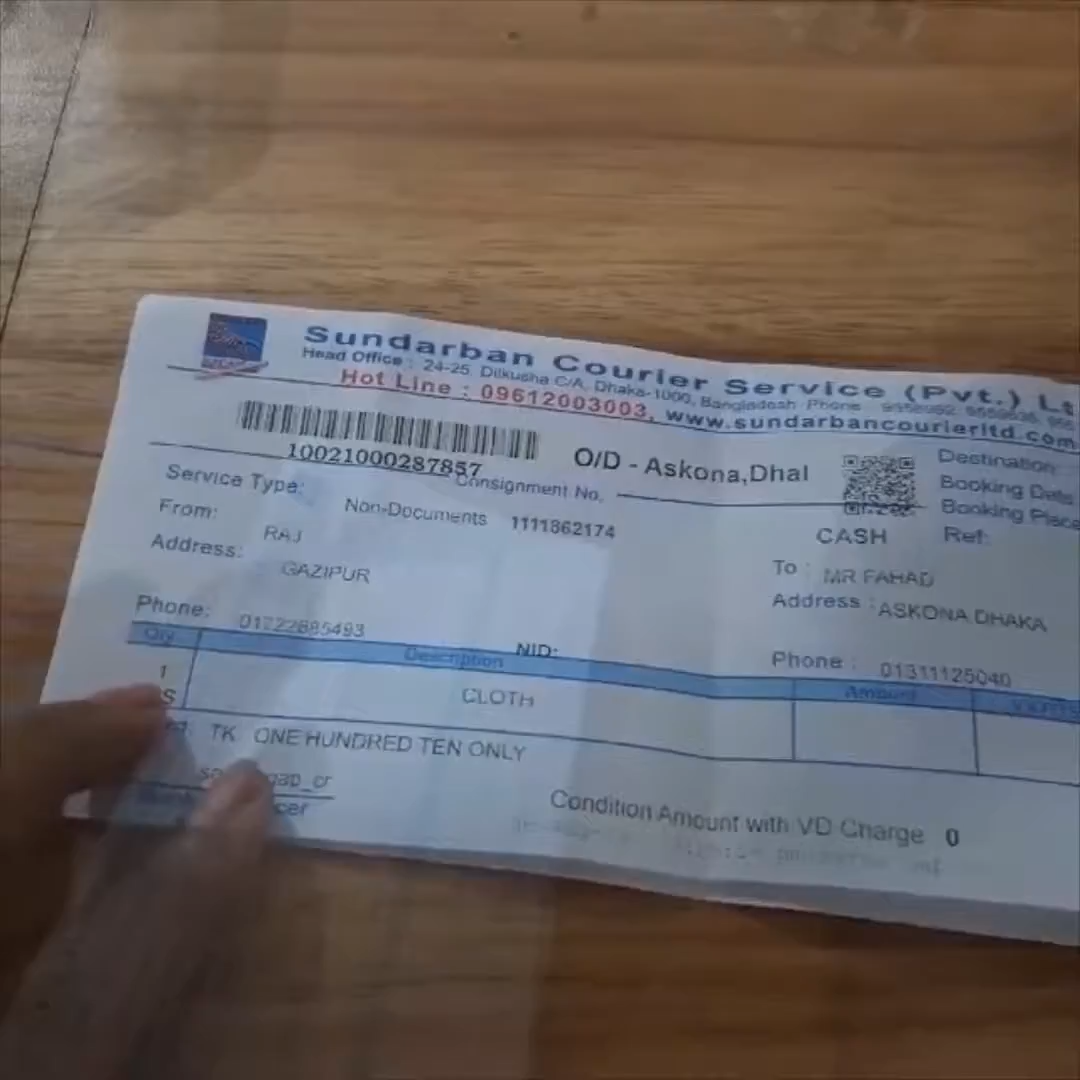 Sundarban Courier Service (Pvt.) Lt
Head Office : 24-25, Dilkusha C/A, Dhaka-1000, Bangladesh Phone
Hot Line : 09612003003, www.sundarbancourierltd.com
10021000287857
O/D - Askona,Dhal
Destination
Booking Date
Booking Place
Service Type:
Non-Documents
Consignment No.
1111862174
CASH
Ref:
From:
RAJ
To :
MR FAHAD
Address:
GAZIPUR
Address :
ASKONA DHAKA
Phone:
01722885493
NID:
Phone :
01311125040
Qty
Description
Amount
1
CLOTH
TK ONE HUNDRED TEN ONLY
Condition Amount with VD Charge 0